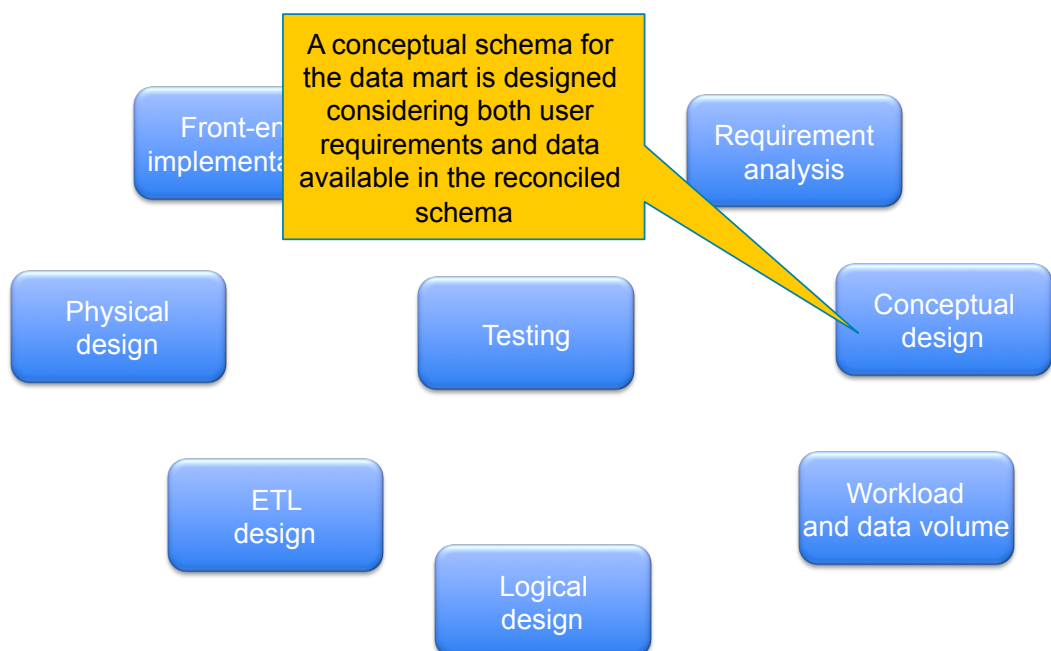 A conceptual schema for
the data mart is designed
considering both user
requirements and data
available in the reconciled
schema
Requirement
analysis
Physical
design
Testing
Conceptual
design
ETL
design
Workload
and data volume
Logical
design